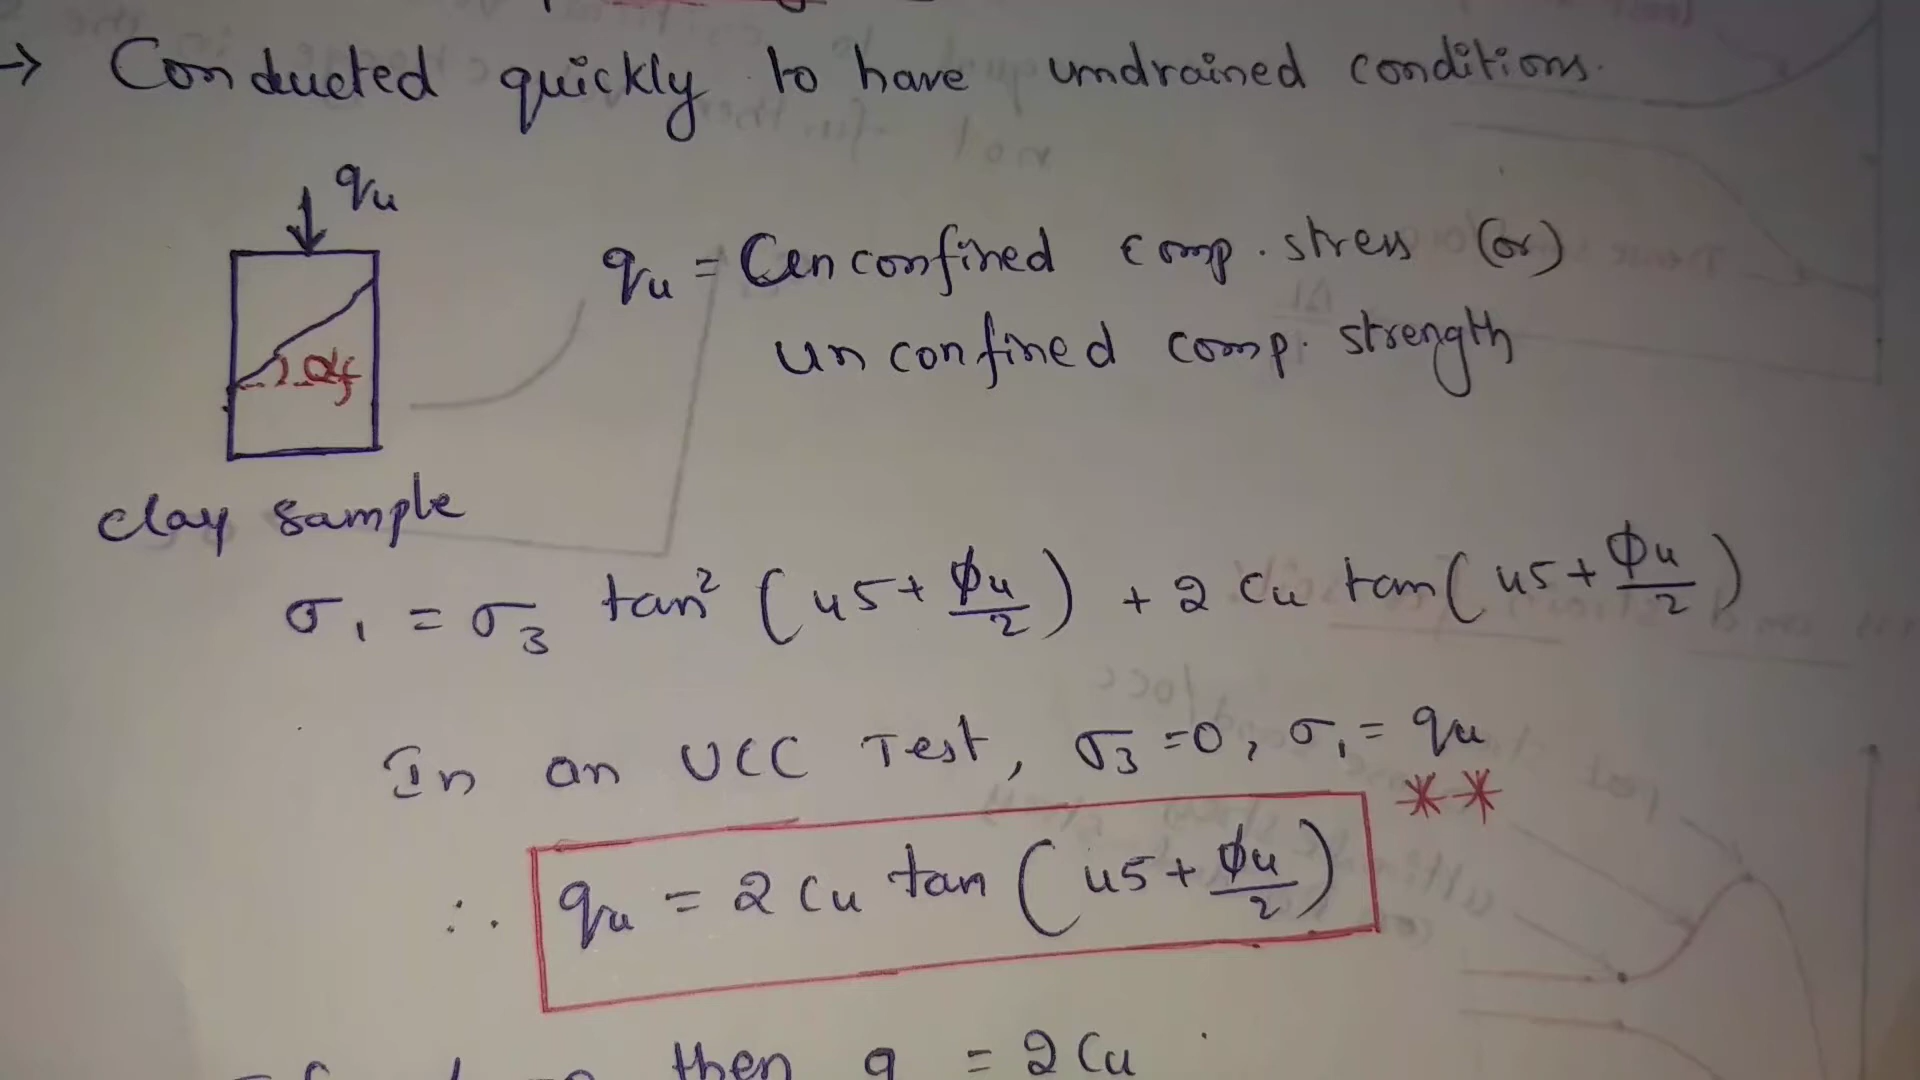 → Conducted quickly to have undrained conditions.
qu
qu = Unconfined comp. stress (or)
unconfined comp. strength
αf
clay sample
σ1 = σ3 tan² (45 + ϕu/2) + 2 Cu tan (45 + ϕu/2)
In an UCC Test, σ3 = 0, σ1 = qu
**
∴ qu = 2 Cu tan (45 + ϕu/2)
then q = 2 Cu